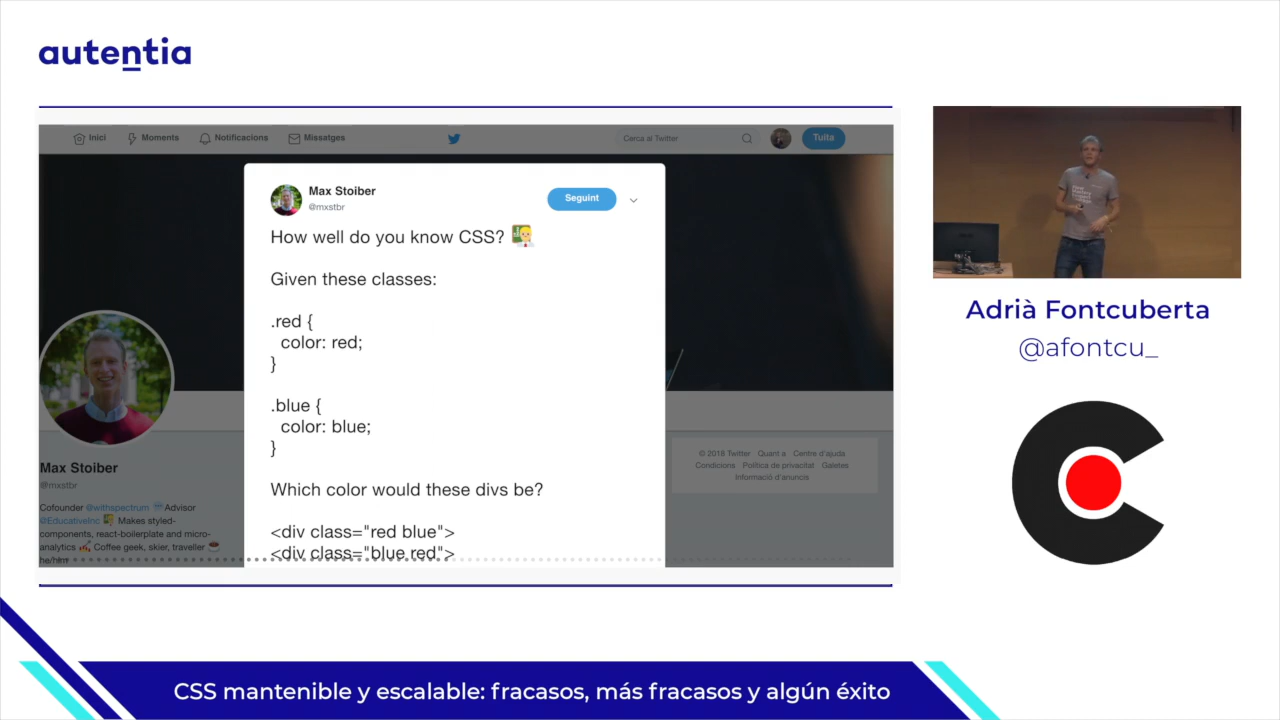 autentia
Inici
Moments
Notificacions
Missatges
Cerca al Twitter
Tuita
Max Stoiber
@mxstbr
Seguint
How well do you know CSS?
Given these classes:
.red {
color: red;
}
.blue {
color: blue;
}
Which color would these divs be?
<div class="red blue">
<div class="blue red">
Max Stoiber
@mxstbr
Cofounder @withspectrum Advisor
@EducativeInc Makes styled-
components, react-boilerplate and micro-
analytics Coffee geek, skier, traveller
he/him
© 2018 Twitter Quant a Centre d'ajuda
Condicions Política de privacitat Galetes
Informació d'anuncis
Adrià Fontcuberta
@afontcu_
CSS mantenible y escalable: fracasos, más fracasos y algún éxito